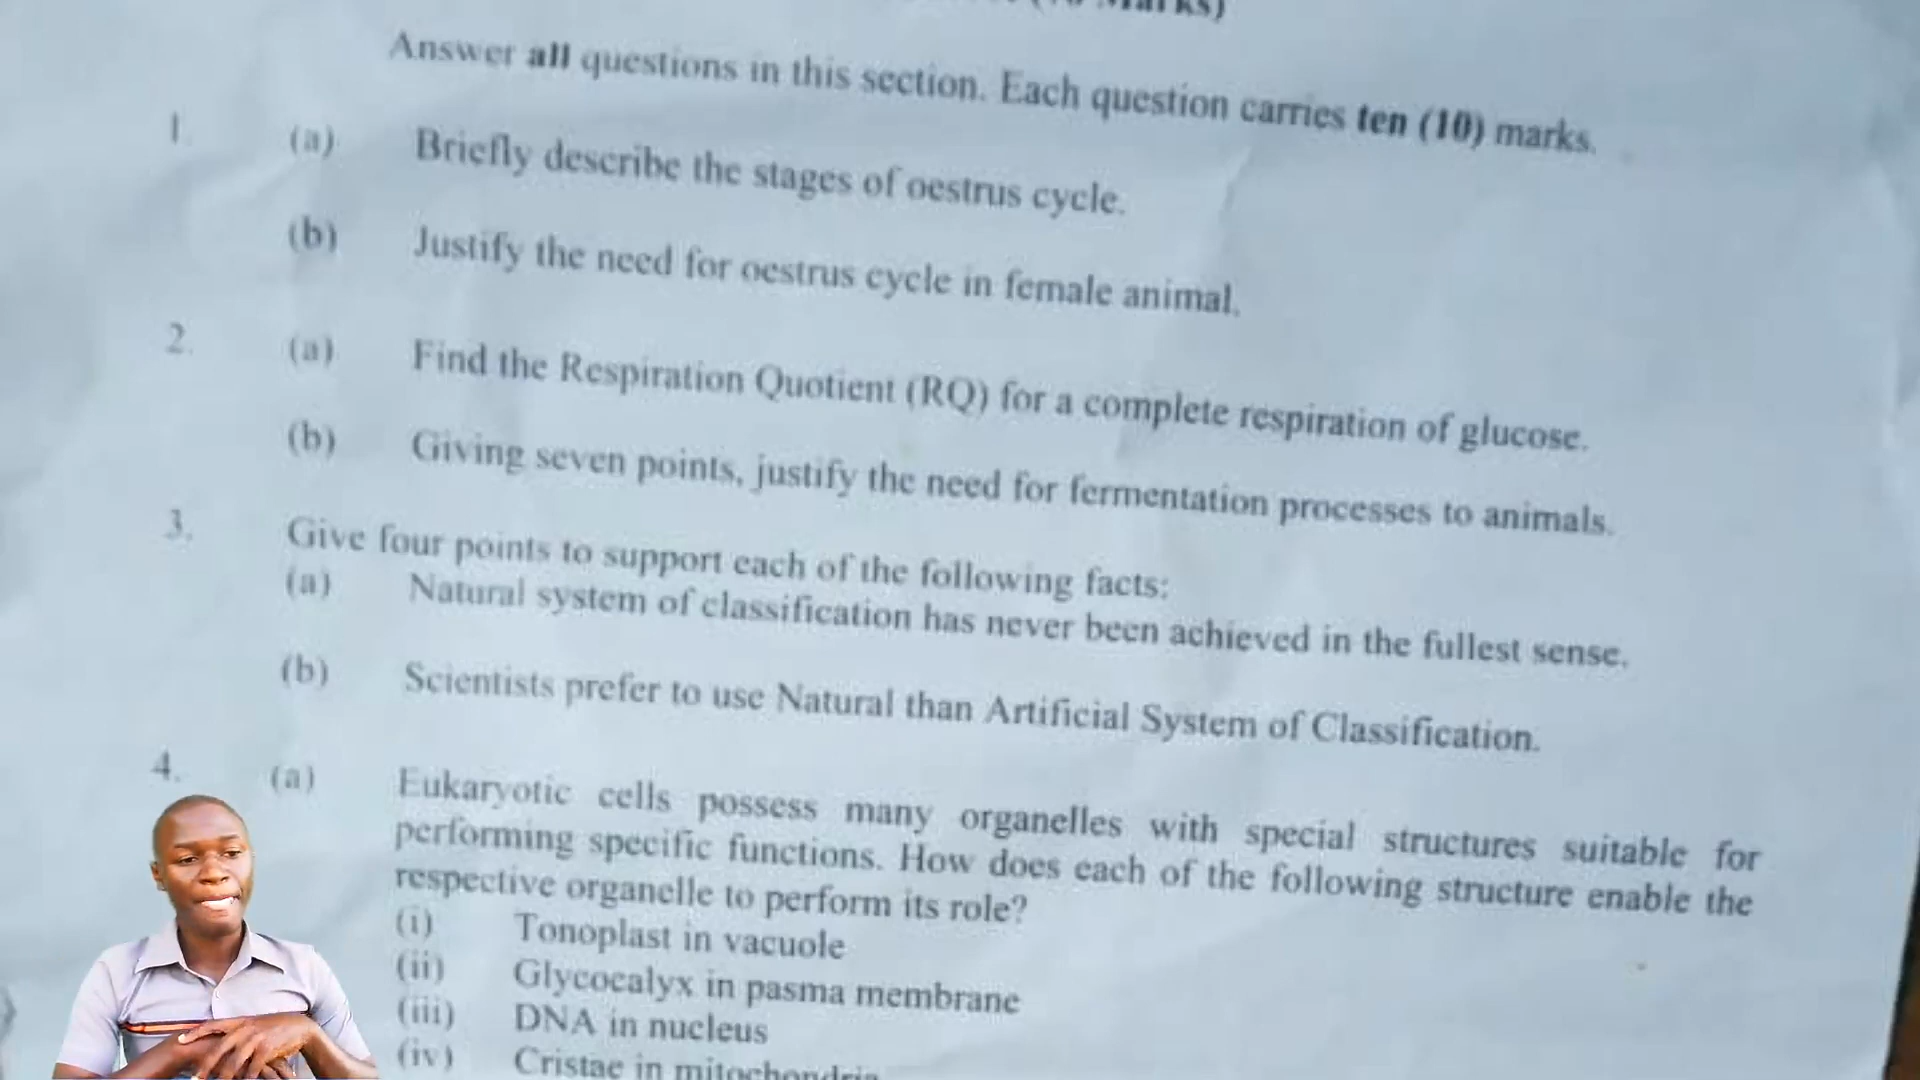 Marks)
Answer all questions in this section. Each question carries ten (10) marks.
1. (a) Briefly describe the stages of oestrus cycle.
(b) Justify the need for oestrus cycle in female animal.
2. (a) Find the Respiration Quotient (RQ) for a complete respiration of glucose.
(b) Giving seven points, justify the need for fermentation processes to animals.
3. Give four points to support each of the following facts:
(a) Natural system of classification has never been achieved in the fullest sense.
(b) Scientists prefer to use Natural than Artificial System of Classification.
4. (a) Eukaryotic cells possess many organelles with special structures suitable for
performing specific functions. How does each of the following structure enable the
respective organelle to perform its role?
(i) Tonoplast in vacuole
(ii) Glycocalyx in pasma membrane
(iii) DNA in nucleus
(iv) Cristae in mitochondria